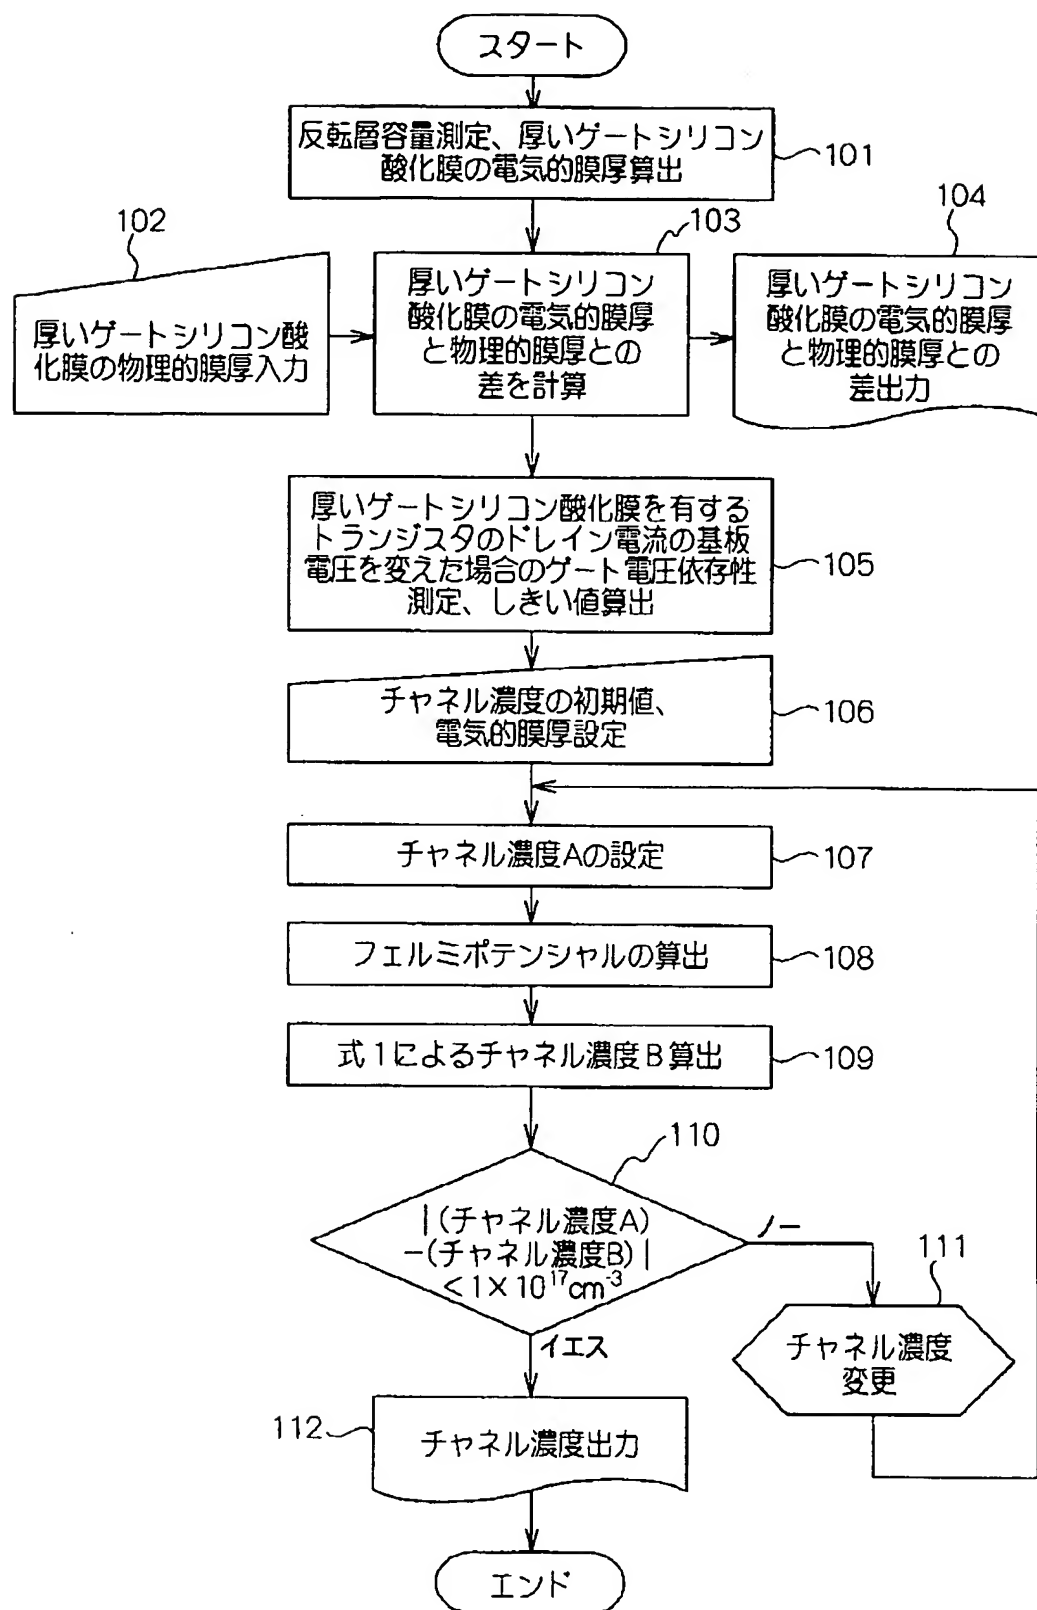 スタート
反転層容量測定、厚いゲートシリコン
酸化膜の電気的膜厚算出
101
102
厚いゲートシリコン酸
化膜の物理的膜厚入力
103
厚いゲートシリコン
酸化膜の電気的膜厚
と物理的膜厚との
差を計算
104
厚いゲートシリコン
酸化膜の電気的膜厚
と物理的膜厚との
差出力
厚いゲートシリコン酸化膜を有する
トランジスタのドレイン電流の基板
電圧を変えた場合のゲート電圧依存性
測定、しきい値算出
105
チャネル濃度の初期値、
電気的膜厚設定
106
チャネル濃度Aの設定
107
フェルミポテンシャルの算出
108
式1によるチャネル濃度B算出
109
110
|(チャネル濃度A)
-(チャネル濃度B)|
<1×10¹⁷cm⁻³
ノー
イエス
111
チャネル濃度
変更
112
チャネル濃度出力
エンド